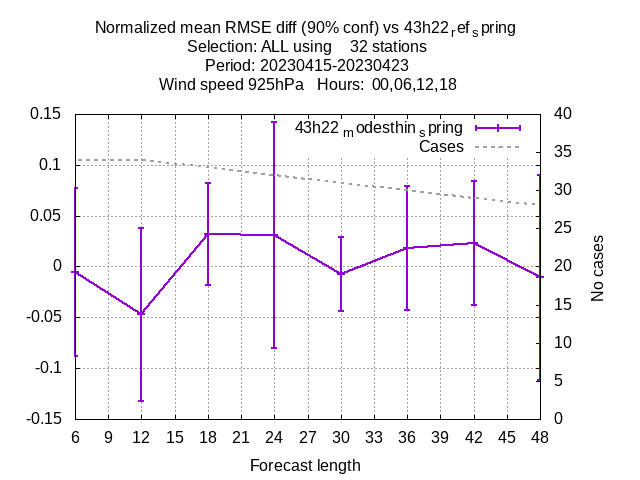 Normalized mean RMSE diff (90% conf) vs 43h22refspring
Selection: ALL using 32 stations
Period: 20230415-20230423
Wind speed 925hPa Hours: 00,06,12,18
43h22modesthinspring
Cases
0.15
0.1
0.05
0
-0.05
-0.1
-0.15
40
35
30
25
20
15
10
5
0
No cases
6 9 12 15 18 21 24 27 30 33 36 39 42 45 48
Forecast length